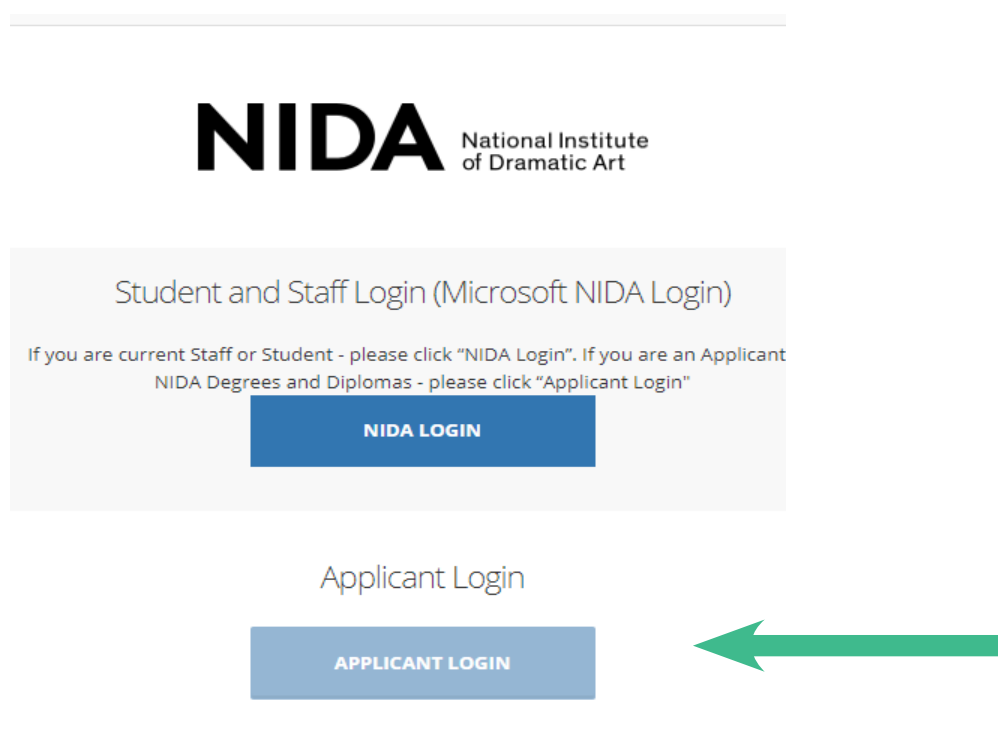 NIDA
National Institute
of Dramatic Art
Student and Staff Login (Microsoft NIDA Login)
If you are current Staff or Student - please click “NIDA Login”. If you are an Applicant
NIDA Degrees and Diplomas - please click “Applicant Login"
NIDA LOGIN
Applicant Login
APPLICANT LOGIN